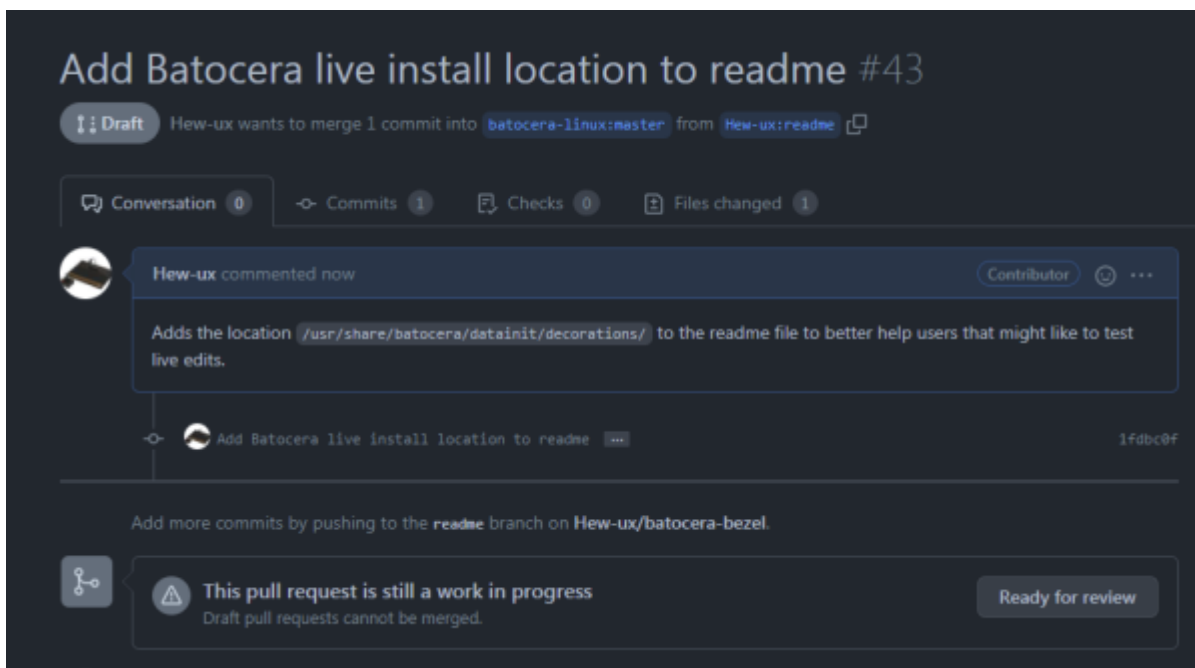 Add Batocera live install location to readme #43
Draft Hew-ux wants to merge 1 commit into batocera-linux:master from Hew-ux:readme
Conversation 0 Commits 1 Checks 0 Files changed 1
Hew-ux commented now Contributor
Adds the location /usr/share/batocera/datainit/decorations/ to the readme file to better help users that might like to test
live edits.
Add Batocera live install location to readme ... 1fdbc0f
Add more commits by pushing to the readme branch on Hew-ux/batocera-bezel.
This pull request is still a work in progress Ready for review
Draft pull requests cannot be merged.